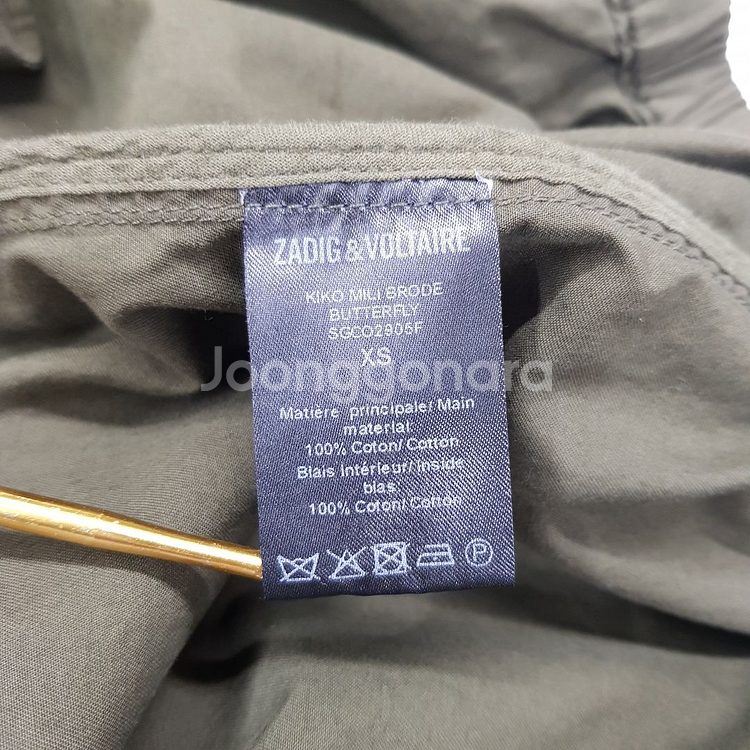 ZADIG & VOLTAIRE
KIKO MILI BRODE
BUTTERFLY
SGCO2905F
XS
Joonggonara
Matière principale/ Main
material
100% Coton/ Cotton
Biais Intérieur/ inside
bias
100% Coton/ Cotton
P